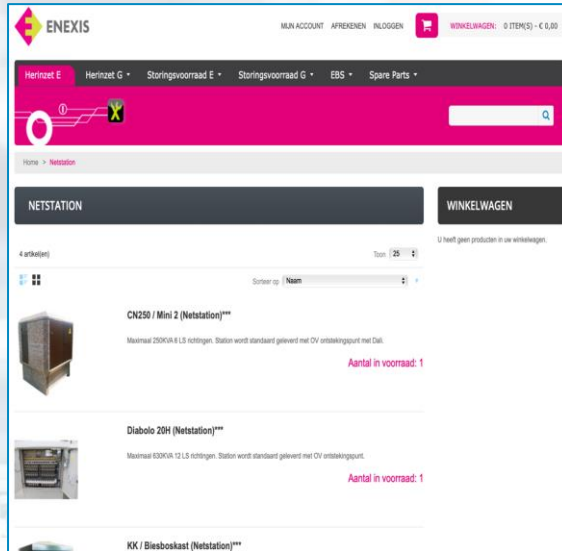 ENEXIS
MIJN ACCOUNT AFREKENEN INLOGGEN
WINKELWAGEN: 0 ITEM(S) - € 0,00
Herinzet E Herinzet G Storingsvoorraad E Storingsvoorraad G EBS Spare Parts
Home > Netstation
NETSTATION
WINKELWAGEN
U heeft geen producten in uw winkelwagen.
4 artikel(en)
Toon 25
Sorteer op Naam
CN250 / Mini 2 (Netstation)***
Maximaal 250KVA 6 LS richtingen. Station wordt standaard geleverd met OV ontstekingspunt met Dali.
Aantal in voorraad: 1
Diabolo 20H (Netstation)***
Maximaal 630KVA 12 LS richtingen. Station wordt standaard geleverd met OV ontstekingspunt.
Aantal in voorraad: 1
KK / Biesboskast (Netstation)***